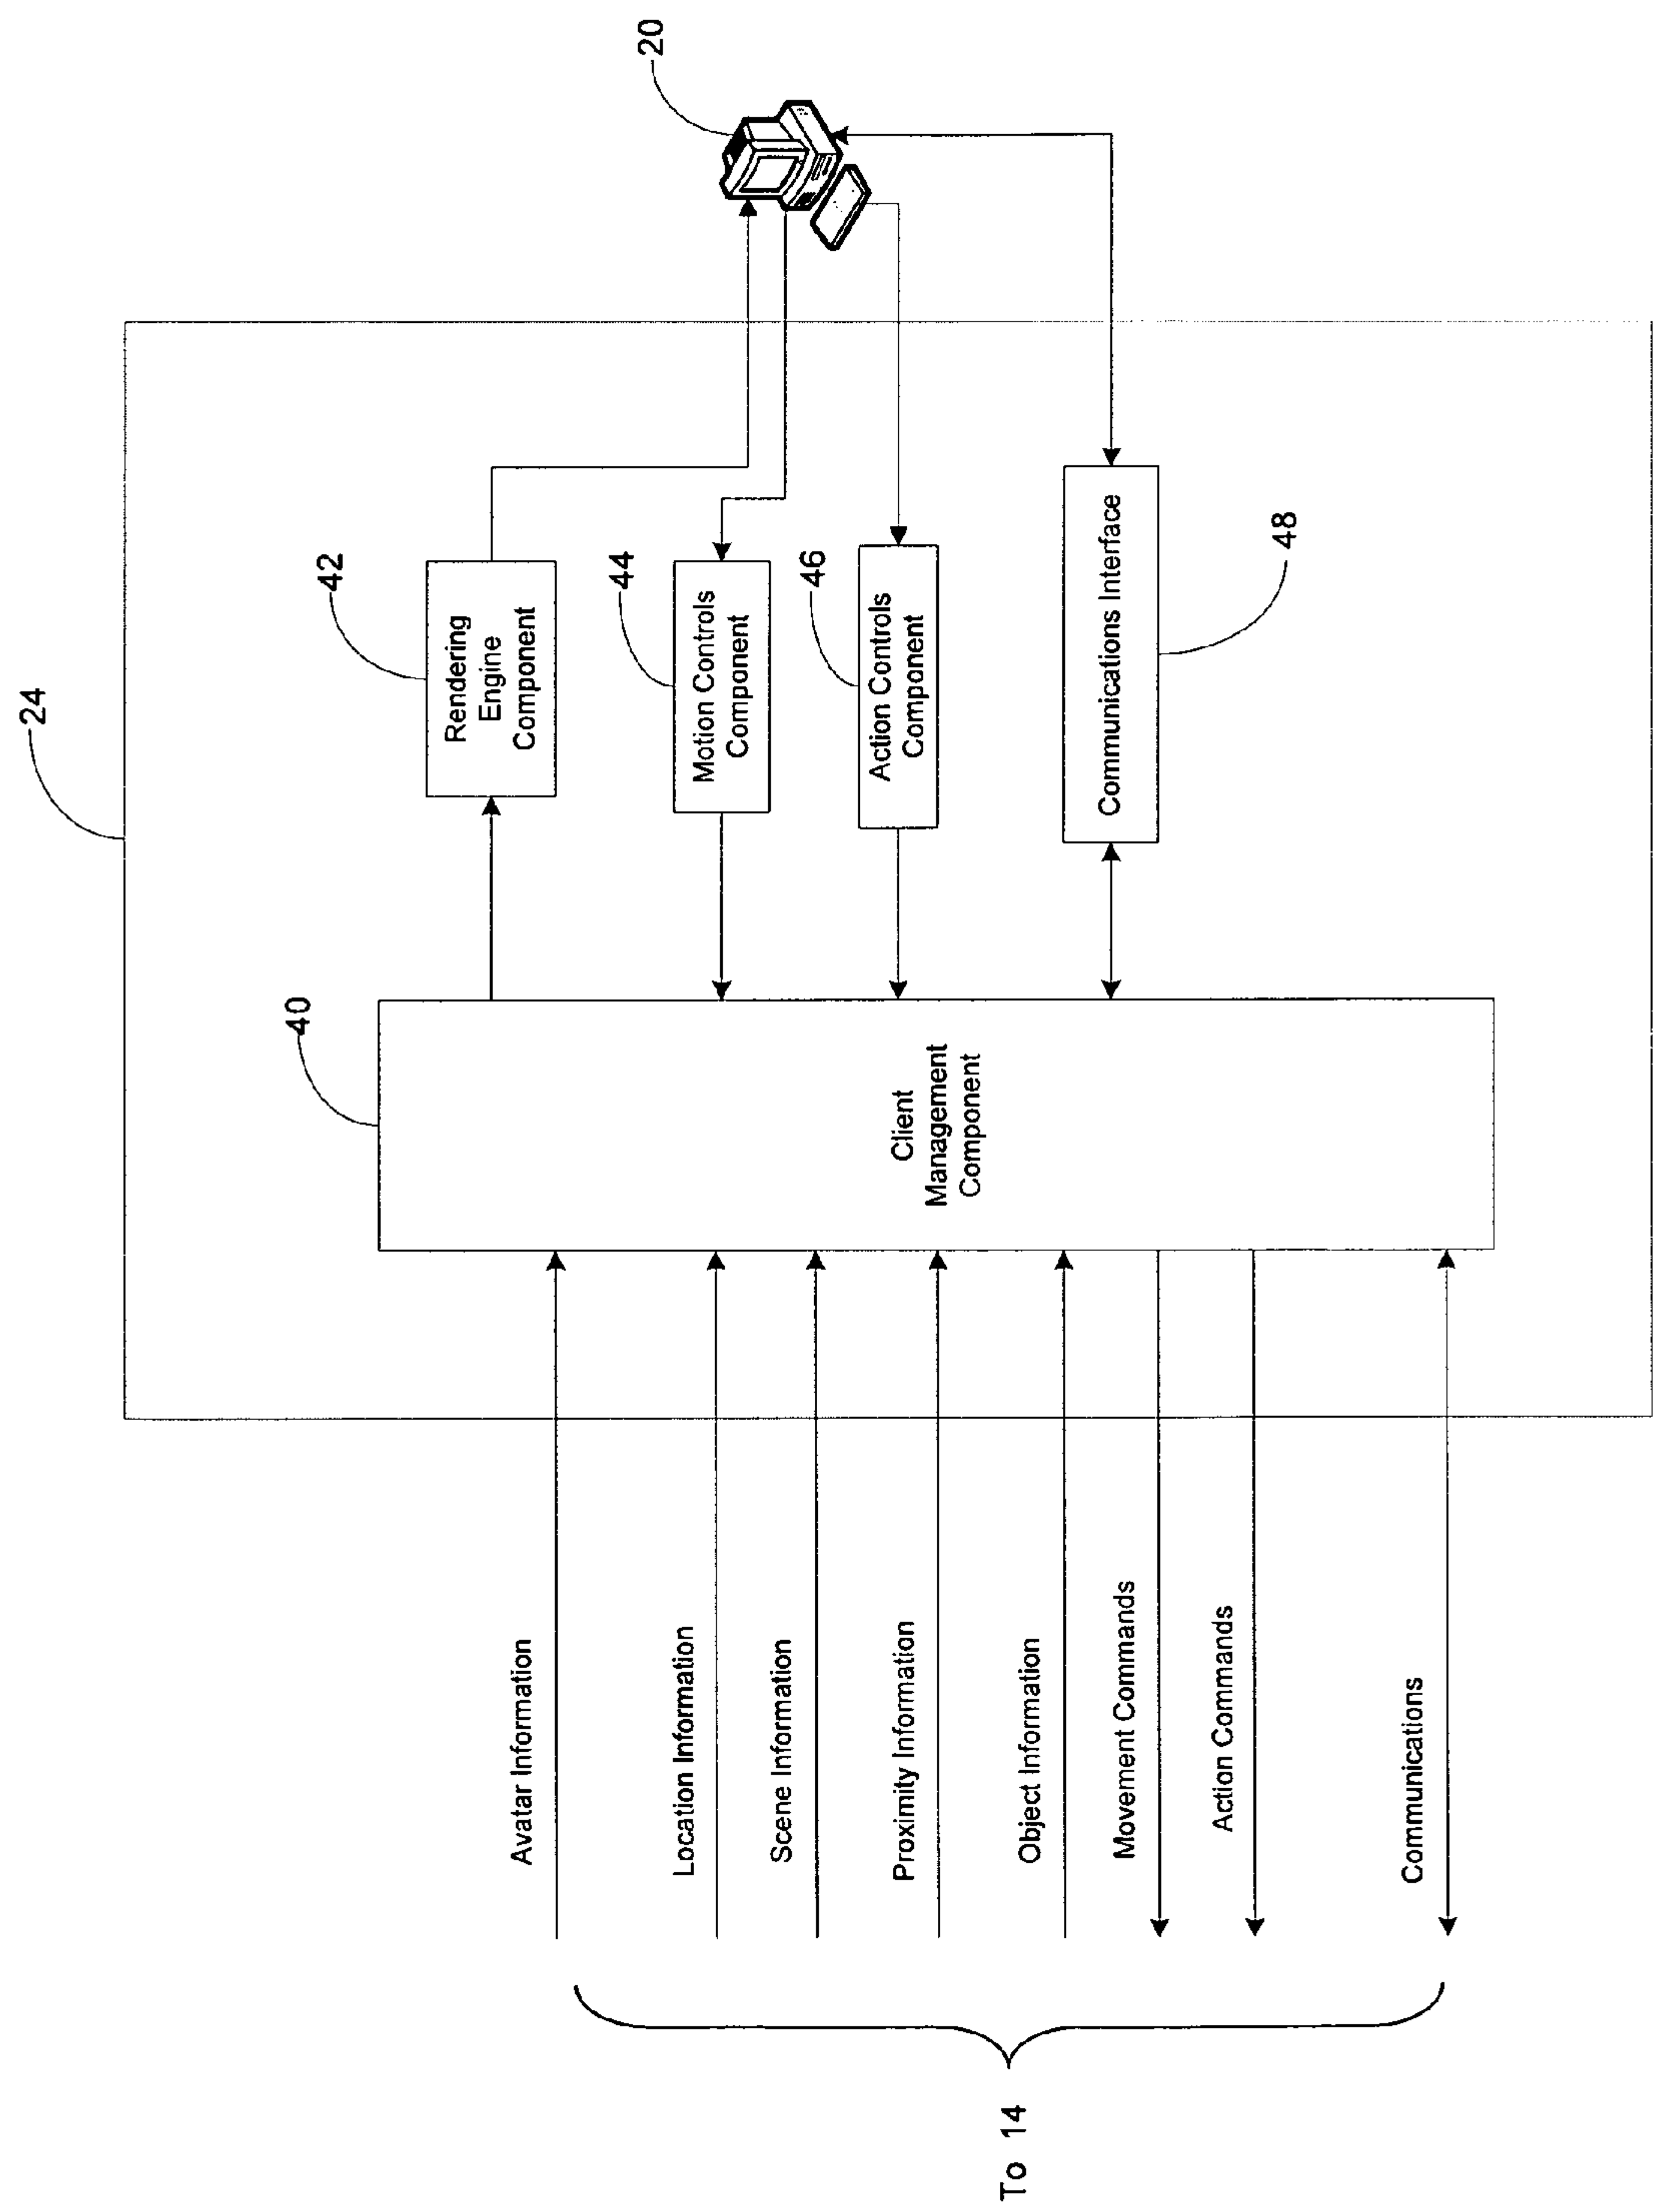 24
20
40
42
Rendering
Engine
Component
44
Motion Controls
Component
46
Action Controls
Component
Communications Interface
48
Client
Management
Component
Avatar Information
Location Information
Scene Information
Proximity Information
Object Information
Movement Commands
Action Commands
Communications
To 14